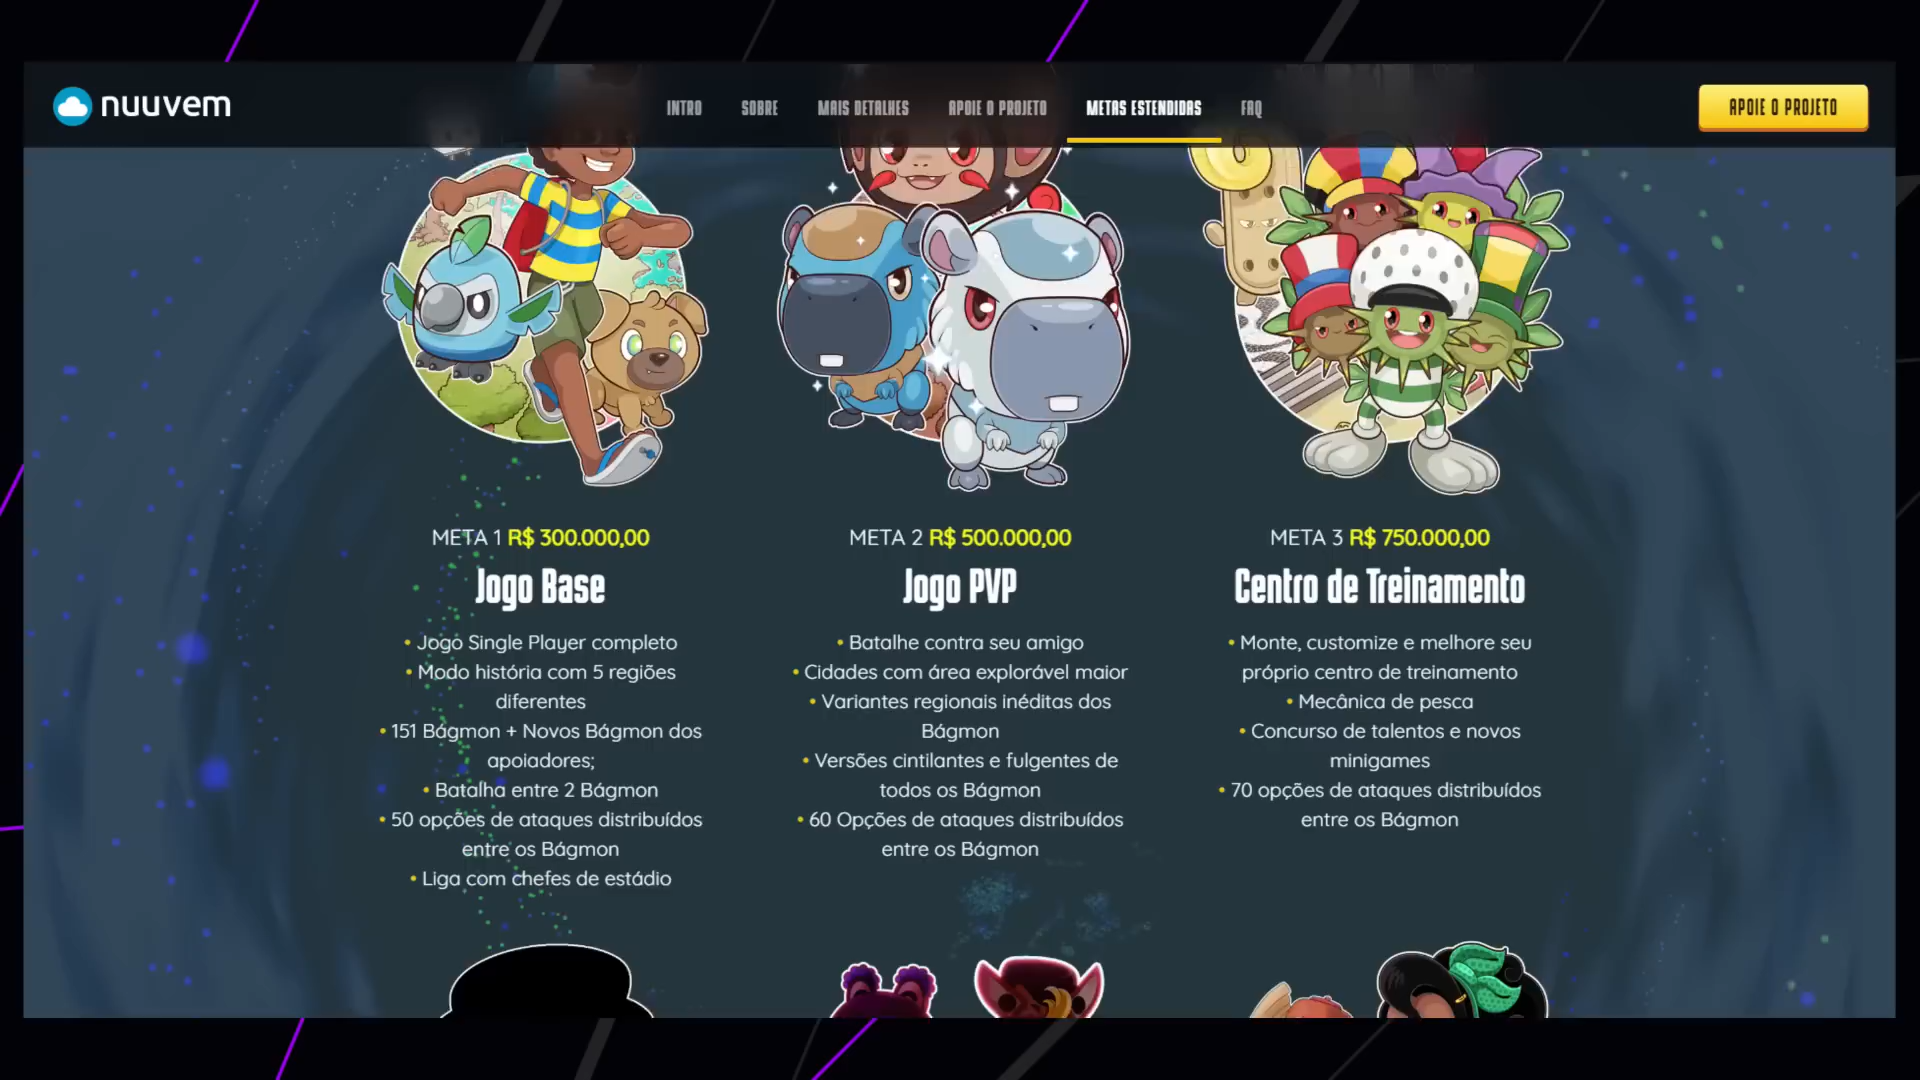 nuuvem
INTRO
SOBRE
MAIS DETALHES
APOIE O PROJETO
METAS ESTENDIDAS
FAQ
APOIE O PROJETO
META 1 R$ 300.000,00
Jogo Base
• Jogo Single Player completo
• Modo história com 5 regiões
diferentes
• 151 Bágmon + Novos Bágmon dos
apoiadores;
• Batalha entre 2 Bágmon
• 50 opções de ataques distribuídos
entre os Bágmon
• Liga com chefes de estádio
META 2 R$ 500.000,00
Jogo PVP
• Batalhe contra seu amigo
• Cidades com área explorável maior
• Variantes regionais inéditas dos
Bágmon
• Versões cintilantes e fulgentes de
todos os Bágmon
• 60 Opções de ataques distribuídos
entre os Bágmon
META 3 R$ 750.000,00
Centro de Treinamento
• Monte, customize e melhore seu
próprio centro de treinamento
• Mecânica de pesca
• Concurso de talentos e novos
minigames
• 70 opções de ataques distribuídos
entre os Bágmon